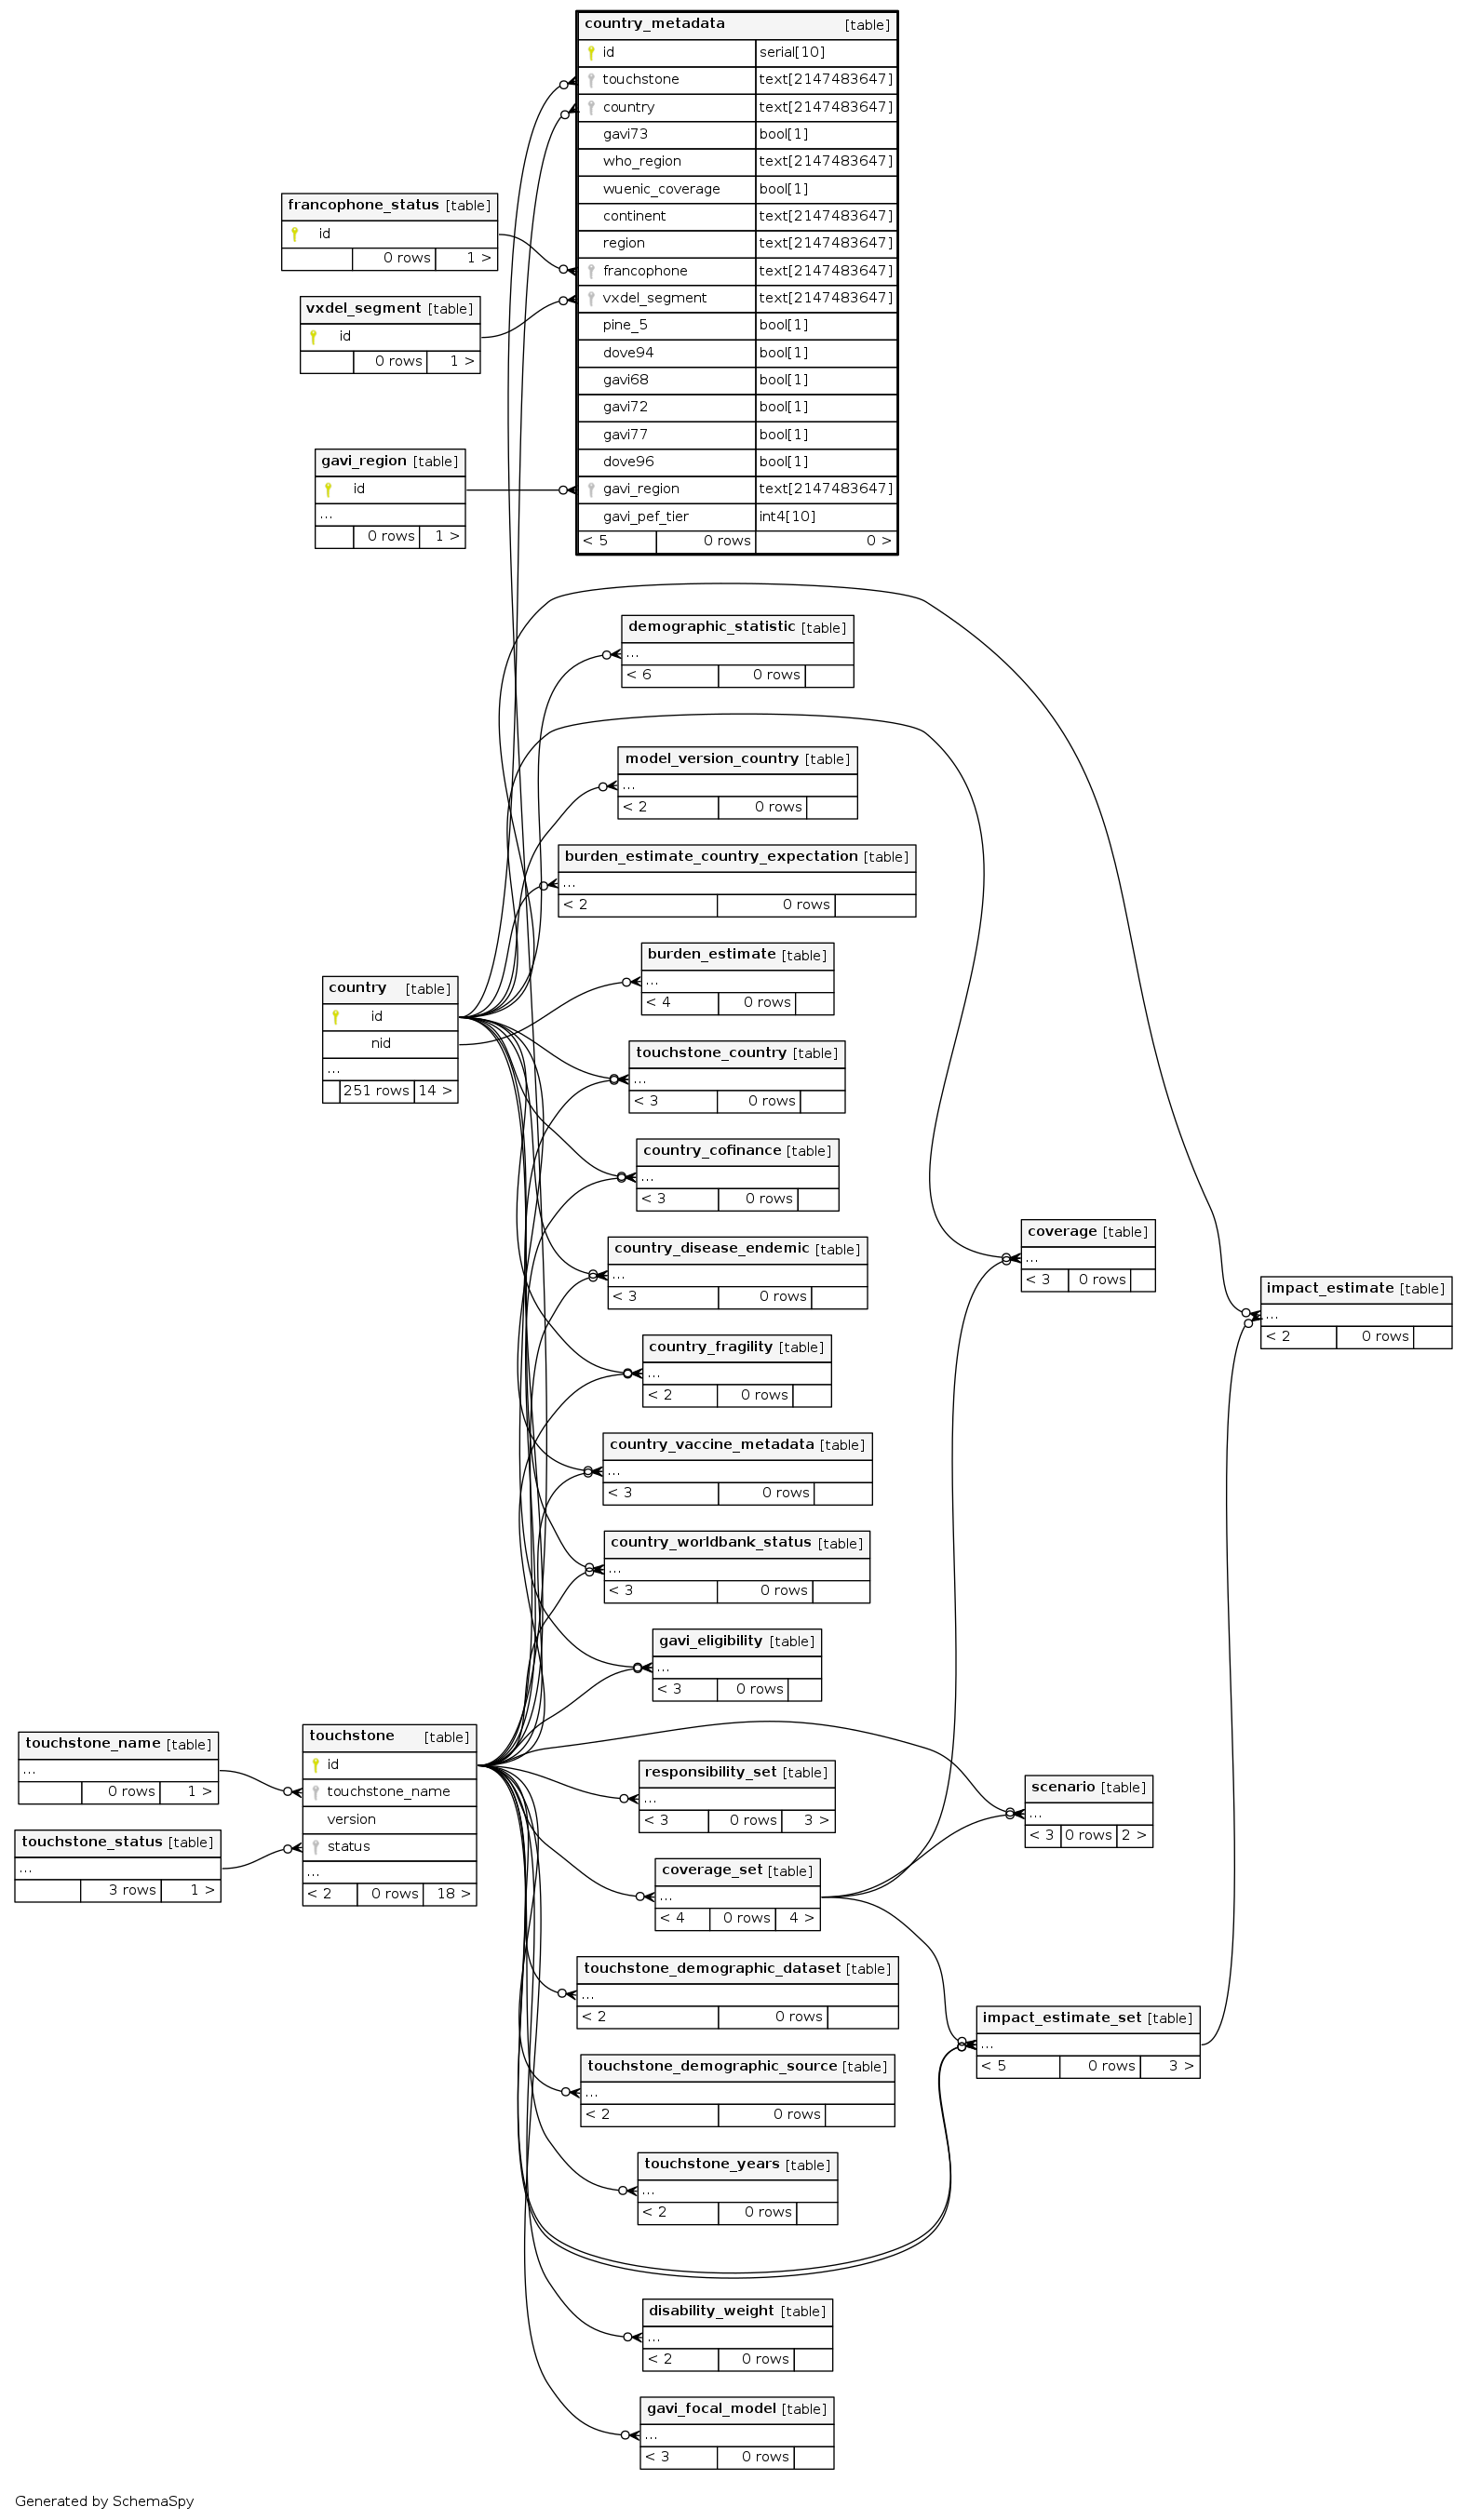 country_metadata [table]
id serial[10]
touchstone text[2147483647]
country text[2147483647]
gavi73 bool[1]
who_region text[2147483647]
wuenic_coverage bool[1]
continent text[2147483647]
region text[2147483647]
francophone text[2147483647]
vxdel_segment text[2147483647]
pine_5 bool[1]
dove94 bool[1]
gavi68 bool[1]
gavi72 bool[1]
gavi77 bool[1]
dove96 bool[1]
gavi_region text[2147483647]
gavi_pef_tier int4[10]
< 5 0 rows 0 >
francophone_status [table]
id
0 rows 1 >
vxdel_segment [table]
id
0 rows 1 >
gavi_region [table]
id
...
0 rows 1 >
demographic_statistic [table]
...
< 6 0 rows
model_version_country [table]
...
< 2 0 rows
burden_estimate_country_expectation [table]
...
< 2 0 rows
burden_estimate [table]
...
< 4 0 rows
country [table]
id
nid
...
251 rows 14 >
touchstone_country [table]
...
< 3 0 rows
country_cofinance [table]
...
< 3 0 rows
country_disease_endemic [table]
...
< 3 0 rows
country_fragility [table]
...
< 2 0 rows
country_vaccine_metadata [table]
...
< 3 0 rows
country_worldbank_status [table]
...
< 3 0 rows
gavi_eligibility [table]
...
< 3 0 rows
coverage [table]
...
< 3 0 rows
impact_estimate [table]
...
< 2 0 rows
touchstone_name [table]
...
0 rows 1 >
touchstone_status [table]
...
3 rows 1 >
touchstone [table]
id
touchstone_name
version
status
...
< 2 0 rows 18 >
responsibility_set [table]
...
< 3 0 rows 3 >
scenario [table]
...
< 3 0 rows 2 >
coverage_set [table]
...
< 4 0 rows 4 >
touchstone_demographic_dataset [table]
...
< 2 0 rows
impact_estimate_set [table]
...
< 5 0 rows 3 >
touchstone_demographic_source [table]
...
< 2 0 rows
touchstone_years [table]
...
< 2 0 rows
disability_weight [table]
...
< 2 0 rows
gavi_focal_model [table]
...
< 3 0 rows
Generated by SchemaSpy